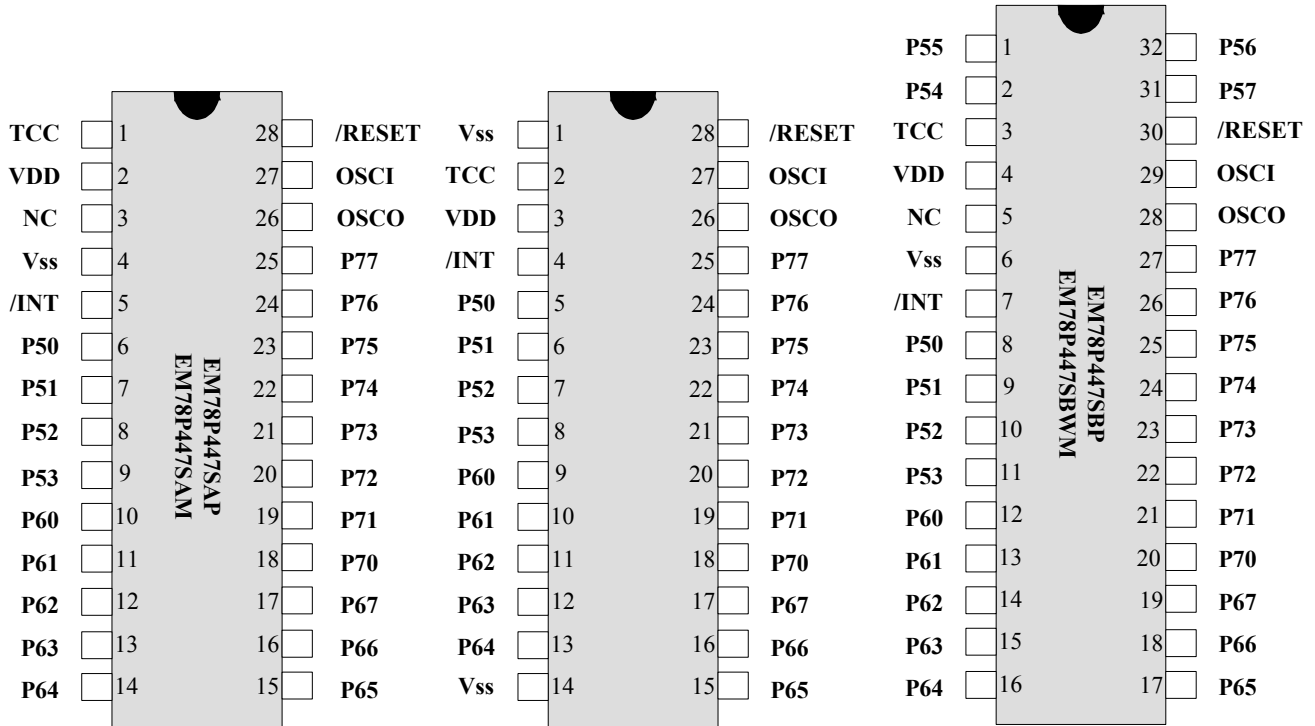 TCC 1 28 /RESET
VDD 2 27 OSCI
NC 3 26 OSCO
Vss 4 25 P77
/INT 5 24 P76
P50 6 23 P75
P51 7 22 P74
P52 8 21 P73
P53 9 20 P72
P60 10 19 P71
P61 11 18 P70
P62 12 17 P67
P63 13 16 P66
P64 14 15 P65
EM78P447SAP
EM78P447SAM
Vss 1 28 /RESET
TCC 2 27 OSCI
VDD 3 26 OSCO
/INT 4 25 P77
P50 5 24 P76
P51 6 23 P75
P52 7 22 P74
P53 8 21 P73
P60 9 20 P72
P61 10 19 P71
P62 11 18 P70
P63 12 17 P67
P64 13 16 P66
Vss 14 15 P65
P55 1 32 P56
P54 2 31 P57
TCC 3 30 /RESET
VDD 4 29 OSCI
NC 5 28 OSCO
Vss 6 27 P77
/INT 7 26 P76
P50 8 25 P75
P51 9 24 P74
P52 10 23 P73
P53 11 22 P72
P60 12 21 P71
P61 13 20 P70
P62 14 19 P67
P63 15 18 P66
P64 16 17 P65
EM78P447SBP
EM78P447SBWM